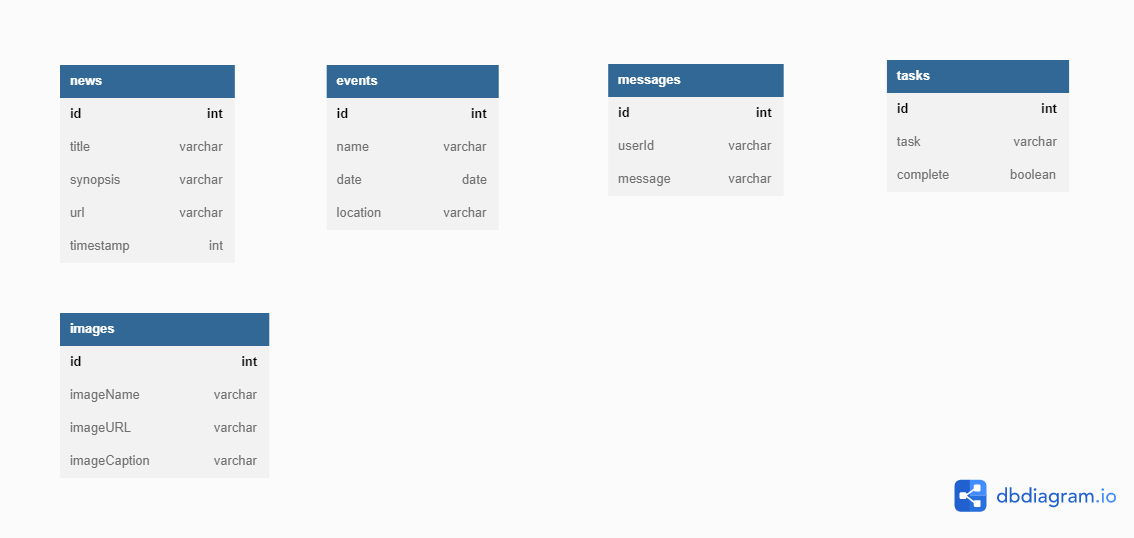 news
id int
title varchar
synopsis varchar
url varchar
timestamp int
events
id int
name varchar
date date
location varchar
messages
id int
userId varchar
message varchar
tasks
id int
task varchar
complete boolean
images
id int
imageName varchar
imageURL varchar
imageCaption varchar
dbdiagram.io